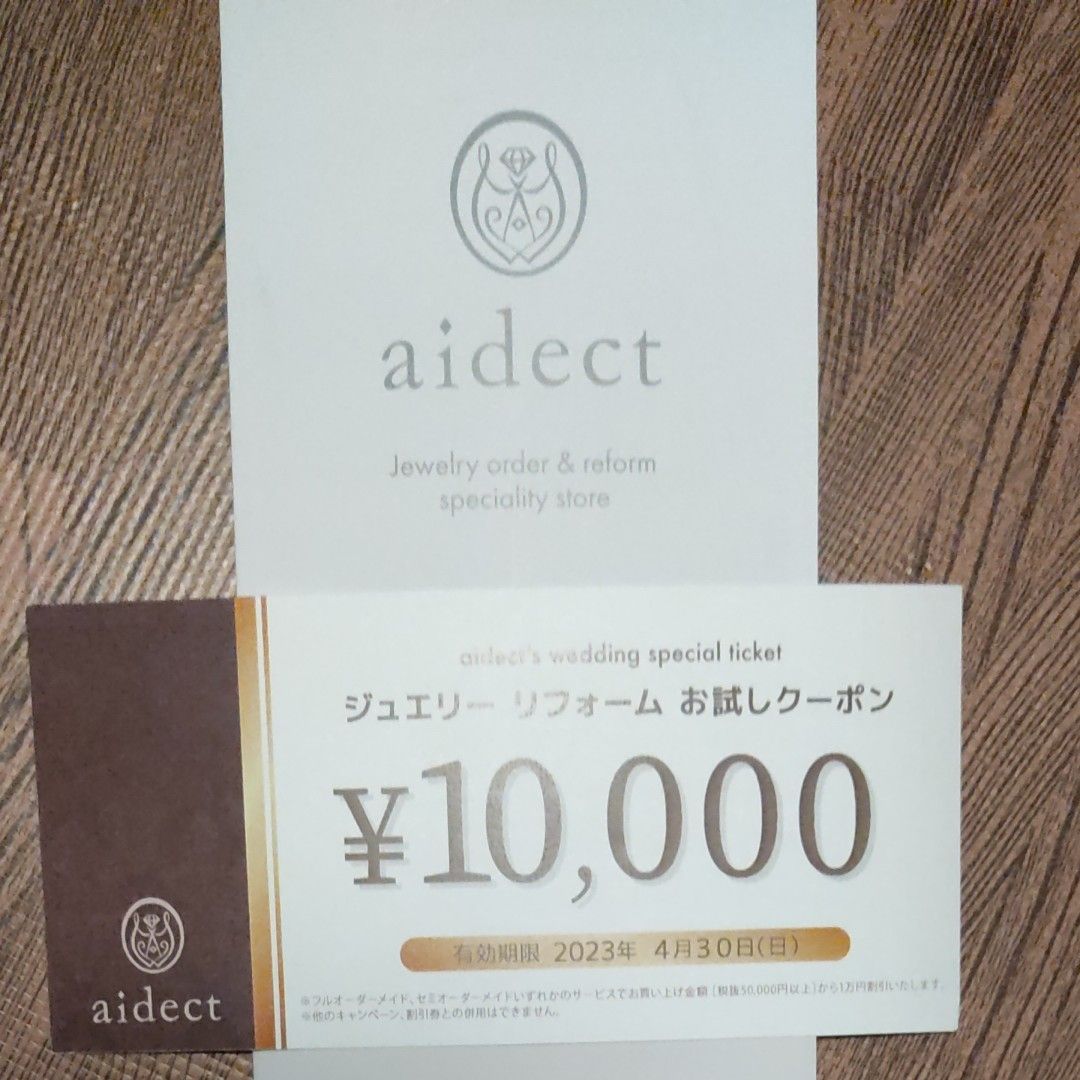 aidect
Jewelry order & reform
speciality store
aidect's wedding special ticket
ジュエリー リフォーム お試しクーポン
¥10,000
有効期限 2023年 4月30日(日)
※フルオーダーメイド、セミオーダーメイドいずれかのサービスでお買い上げ金額〔税抜50,000円以上〕から1万円割引いたします。
※他のキャンペーン、割引券との併用はできません。
aidect